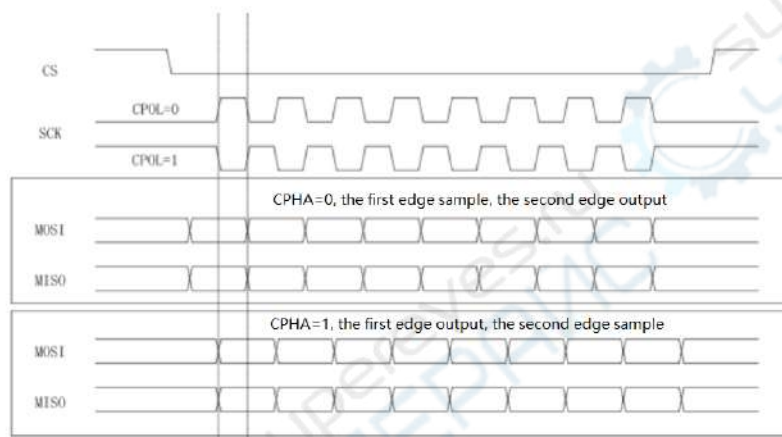 CS
CPOL=0
SCK
CPOL=1
CPHA=0, the first edge sample, the second edge output
MOSI
MISO
CPHA=1, the first edge output, the second edge sample
MOSI
MISO